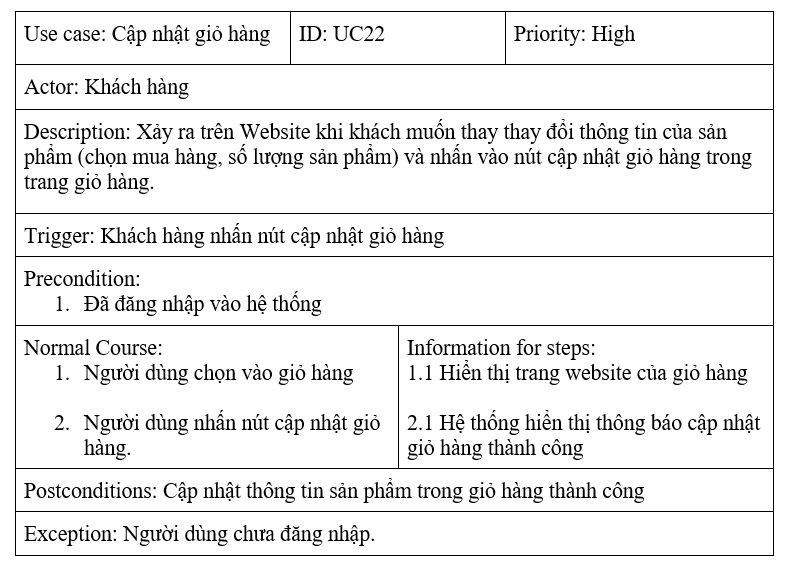 Use case: Cập nhật giỏ hàng
ID: UC22
Priority: High
Actor: Khách hàng
Description: Xảy ra trên Website khi khách muốn thay thay đổi thông tin của sản
phẩm (chọn mua hàng, số lượng sản phẩm) và nhấn vào nút cập nhật giỏ hàng trong
trang giỏ hàng.
Trigger: Khách hàng nhấn nút cập nhật giỏ hàng
Precondition:
1. Đã đăng nhập vào hệ thống
Normal Course:
1. Người dùng chọn vào giỏ hàng
2. Người dùng nhấn nút cập nhật giỏ
hàng.
Information for steps:
1.1 Hiển thị trang website của giỏ hàng
2.1 Hệ thống hiển thị thông báo cập nhật
giỏ hàng thành công
Postconditions: Cập nhật thông tin sản phẩm trong giỏ hàng thành công
Exception: Người dùng chưa đăng nhập.